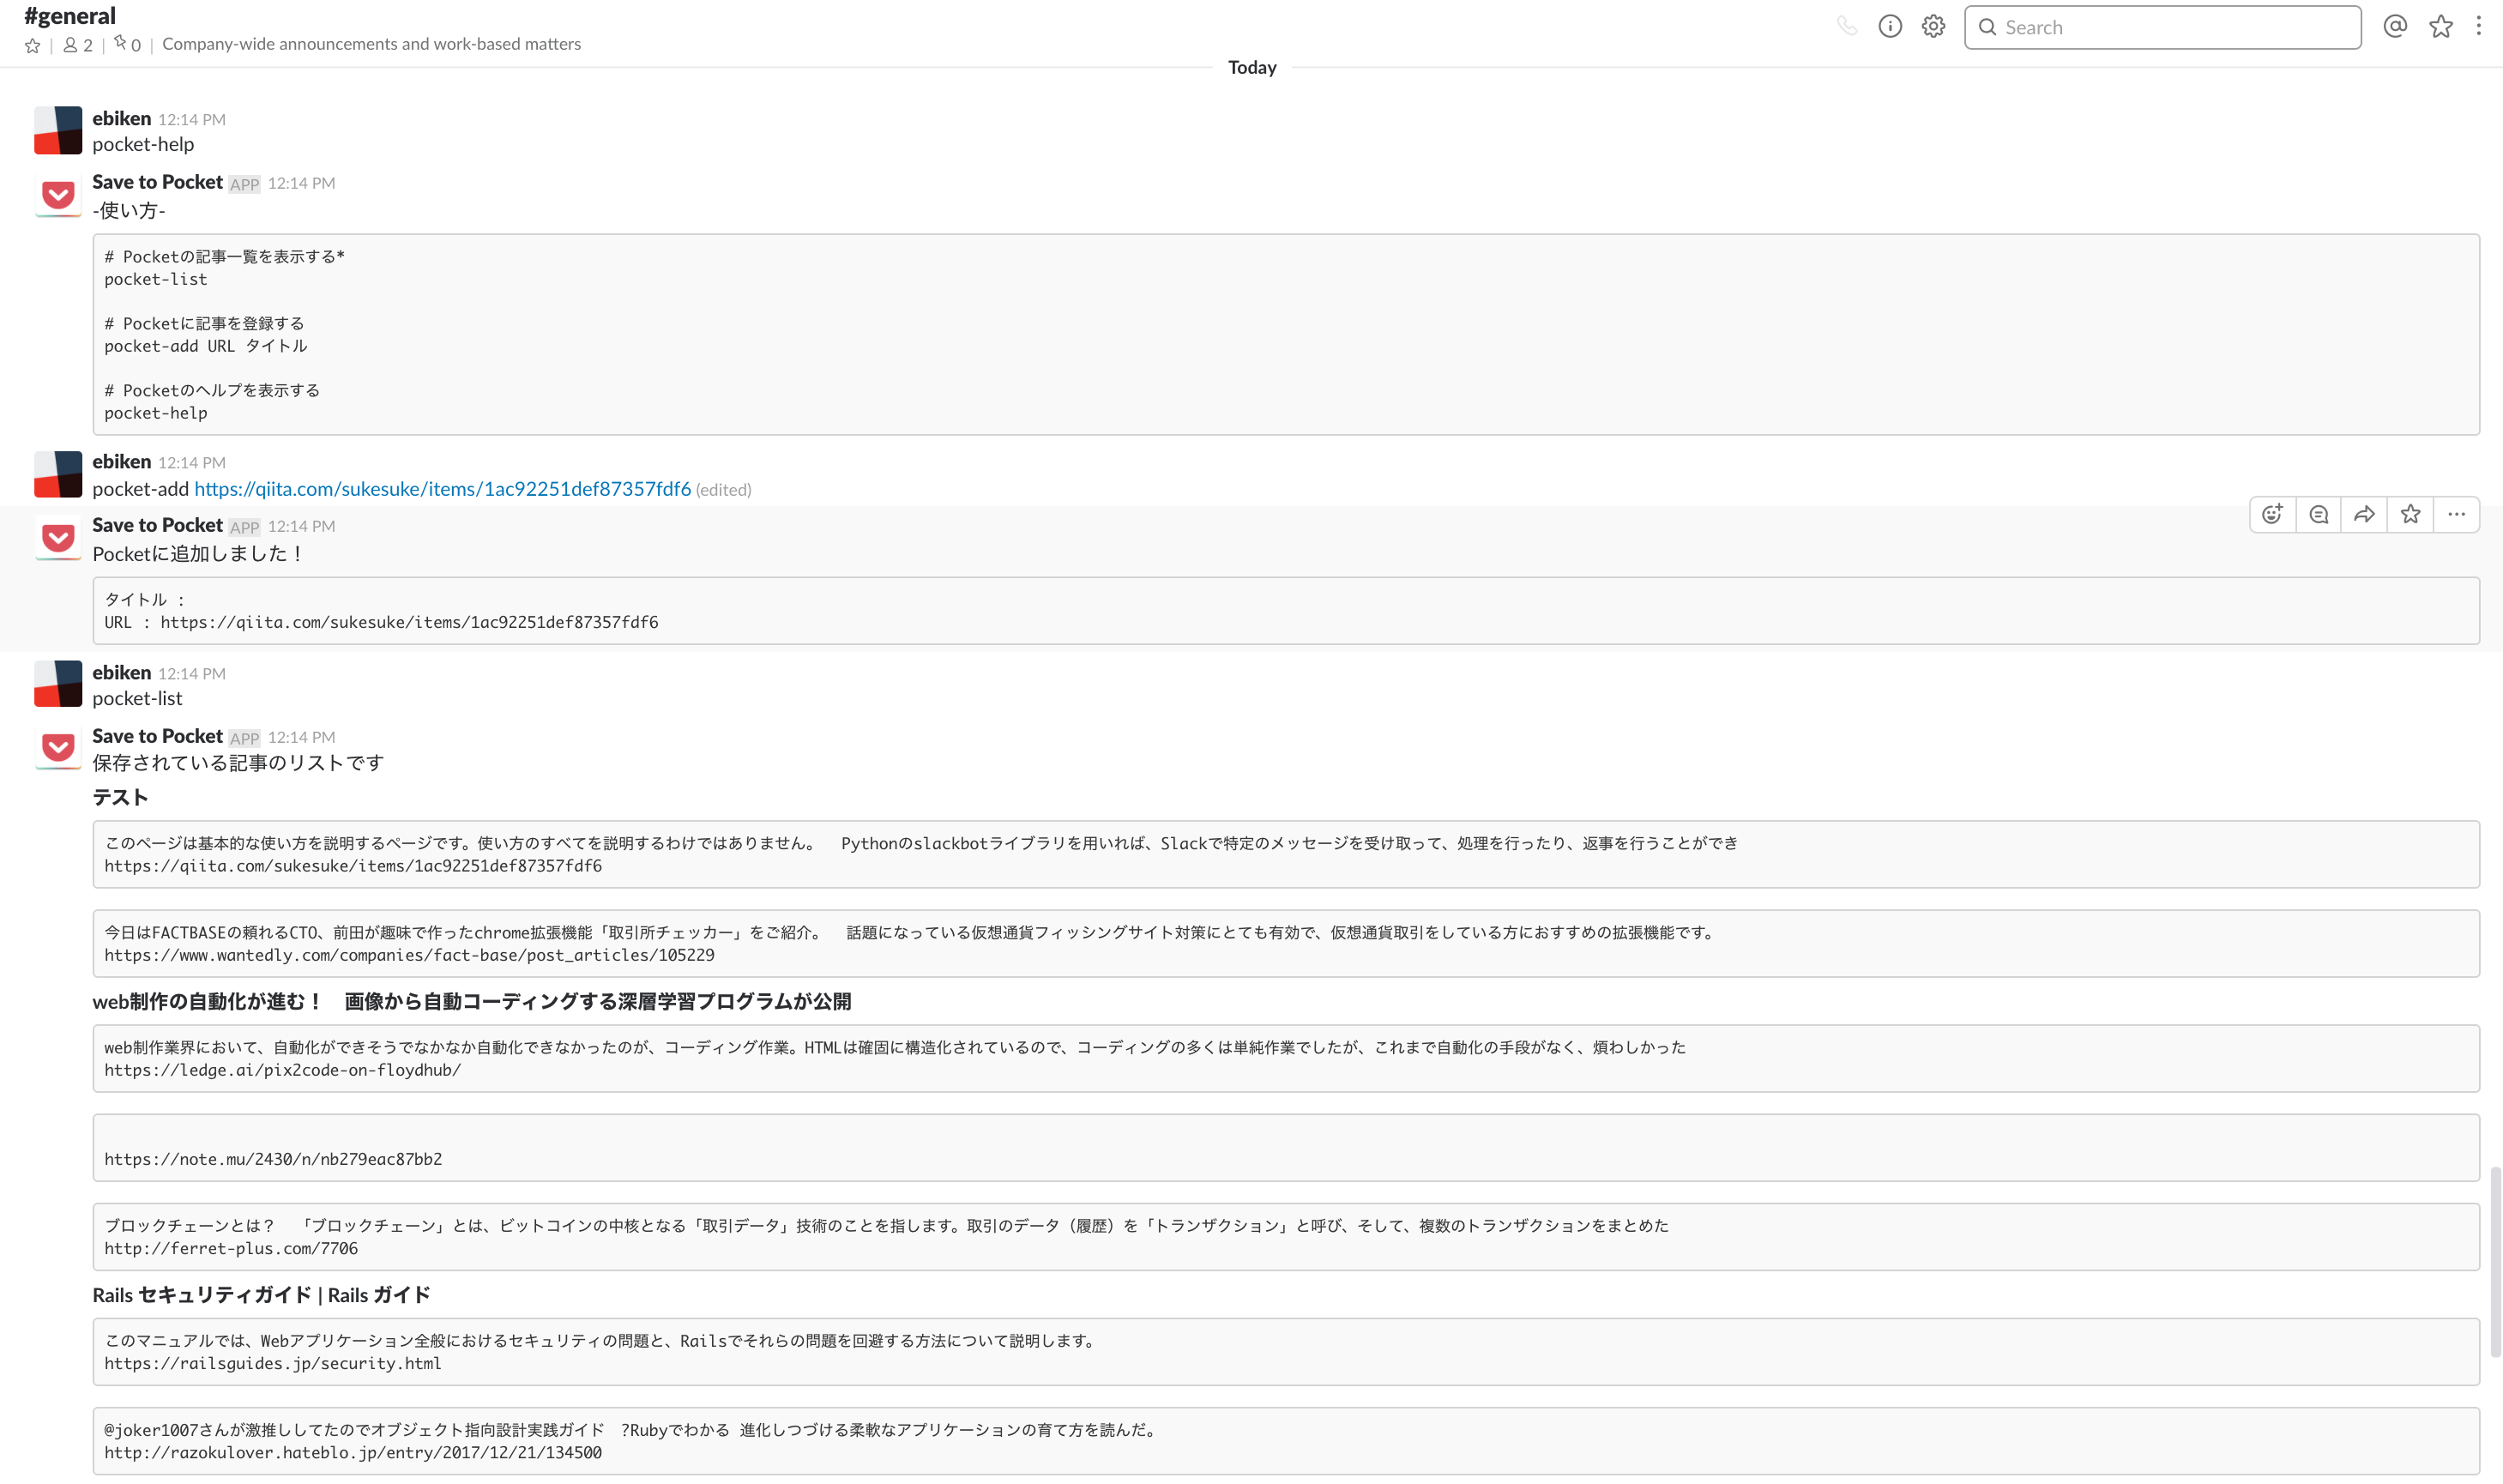 #general
2 | 0 | Company-wide announcements and work-based matters
Search
Today
ebiken 12:14 PM
pocket-help
Save to Pocket APP 12:14 PM
-使い方-
# Pocketの記事一覧を表示する*
pocket-list
# Pocketに記事を登録する
pocket-add URL タイトル
# Pocketのヘルプを表示する
pocket-help
ebiken 12:14 PM
pocket-add https://qiita.com/sukesuke/items/1ac92251def87357fdf6 (edited)
Save to Pocket APP 12:14 PM
Pocketに追加しました！
タイトル :
URL : https://qiita.com/sukesuke/items/1ac92251def87357fdf6
ebiken 12:14 PM
pocket-list
Save to Pocket APP 12:14 PM
保存されている記事のリストです
テスト
このページは基本的な使い方を説明するページです。使い方のすべてを説明するわけではありません。　 Pythonのslackbotライブラリを用いれば、Slackで特定のメッセージを受け取って、処理を行ったり、返事を行うことができ
https://qiita.com/sukesuke/items/1ac92251def87357fdf6
今日はFACTBASEの頼れるCTO、前田が趣味で作ったchrome拡張機能「取引所チェッカー」をご紹介。　 話題になっている仮想通貨フィッシングサイト対策にとても有効で、仮想通貨取引をしている方におすすめの拡張機能です。
https://www.wantedly.com/companies/fact-base/post_articles/105229
web制作の自動化が進む！　画像から自動コーディングする深層学習プログラムが公開
web制作業界において、自動化ができそうでなかなか自動化できなかったのが、コーディング作業。HTMLは確固に構造化されているので、コーディングの多くは単純作業でしたが、これまで自動化の手段がなく、煩わしかった
https://ledge.ai/pix2code-on-floydhub/
https://note.mu/2430/n/nb279eac87bb2
ブロックチェーンとは？　 「ブロックチェーン」とは、ビットコインの中核となる「取引データ」技術のことを指します。取引のデータ（履歴）を「トランザクション」と呼び、そして、複数のトランザクションをまとめた
http://ferret-plus.com/7706
Rails セキュリティガイド | Rails ガイド
このマニュアルでは、Webアプリケーション全般におけるセキュリティの問題と、Railsでそれらの問題を回避する方法について説明します。
https://railsguides.jp/security.html
@joker1007さんが激推ししてたのでオブジェクト指向設計実践ガイド　?Rubyでわかる 進化しつづける柔軟なアプリケーションの育て方を読んだ。
http://razokulover.hateblo.jp/entry/2017/12/21/134500